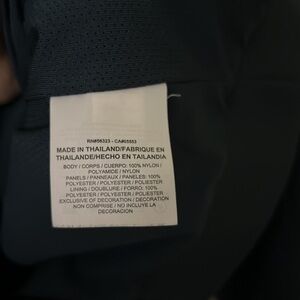 RN#56323 - CA#05553
MADE IN THAILAND/FABRIQUE EN
THAILANDE/HECHO EN TAILANDIA
BODY / CORPS / CUERPO: 100% NYLON /
POLYAMIDE / NYLON
PANELS / PANNEAUX / PANELES: 100%
POLYESTER / POLYESTER / POLIESTER
LINING / DOUBLURE / FORRO: 100%
POLYESTER / POLYESTER / POLIESTER
EXCLUSIVE OF DECORATION / DECORATION
NON COMPRISE / NO INCLUYE LA
DECORACION